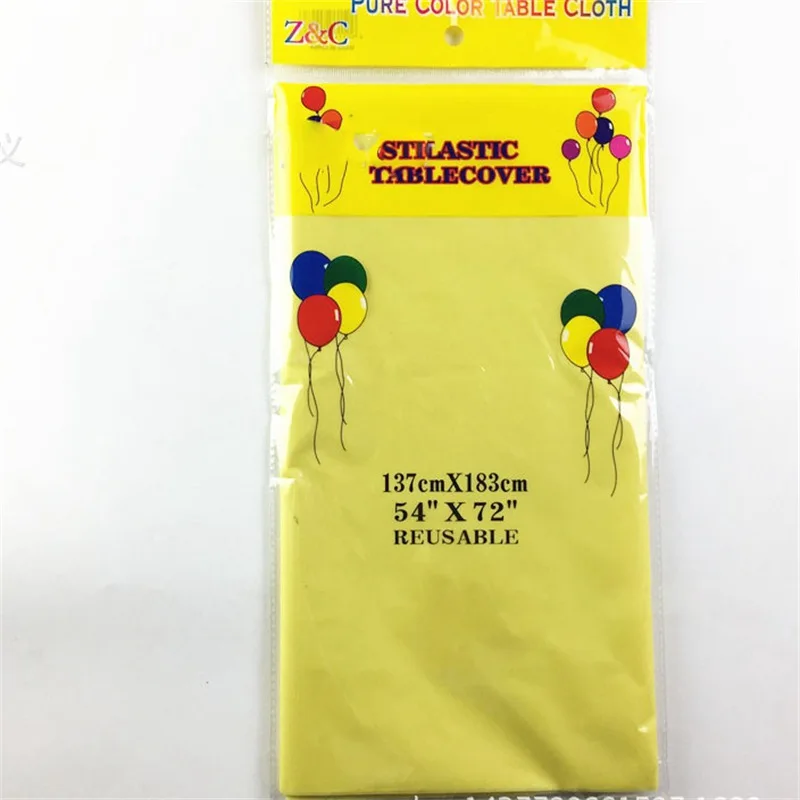 PURE COLOR TABLE CLOTH
Z&C
STILASTIC
TABLECOVER
137cmX183cm
54" X 72"
REUSABLE